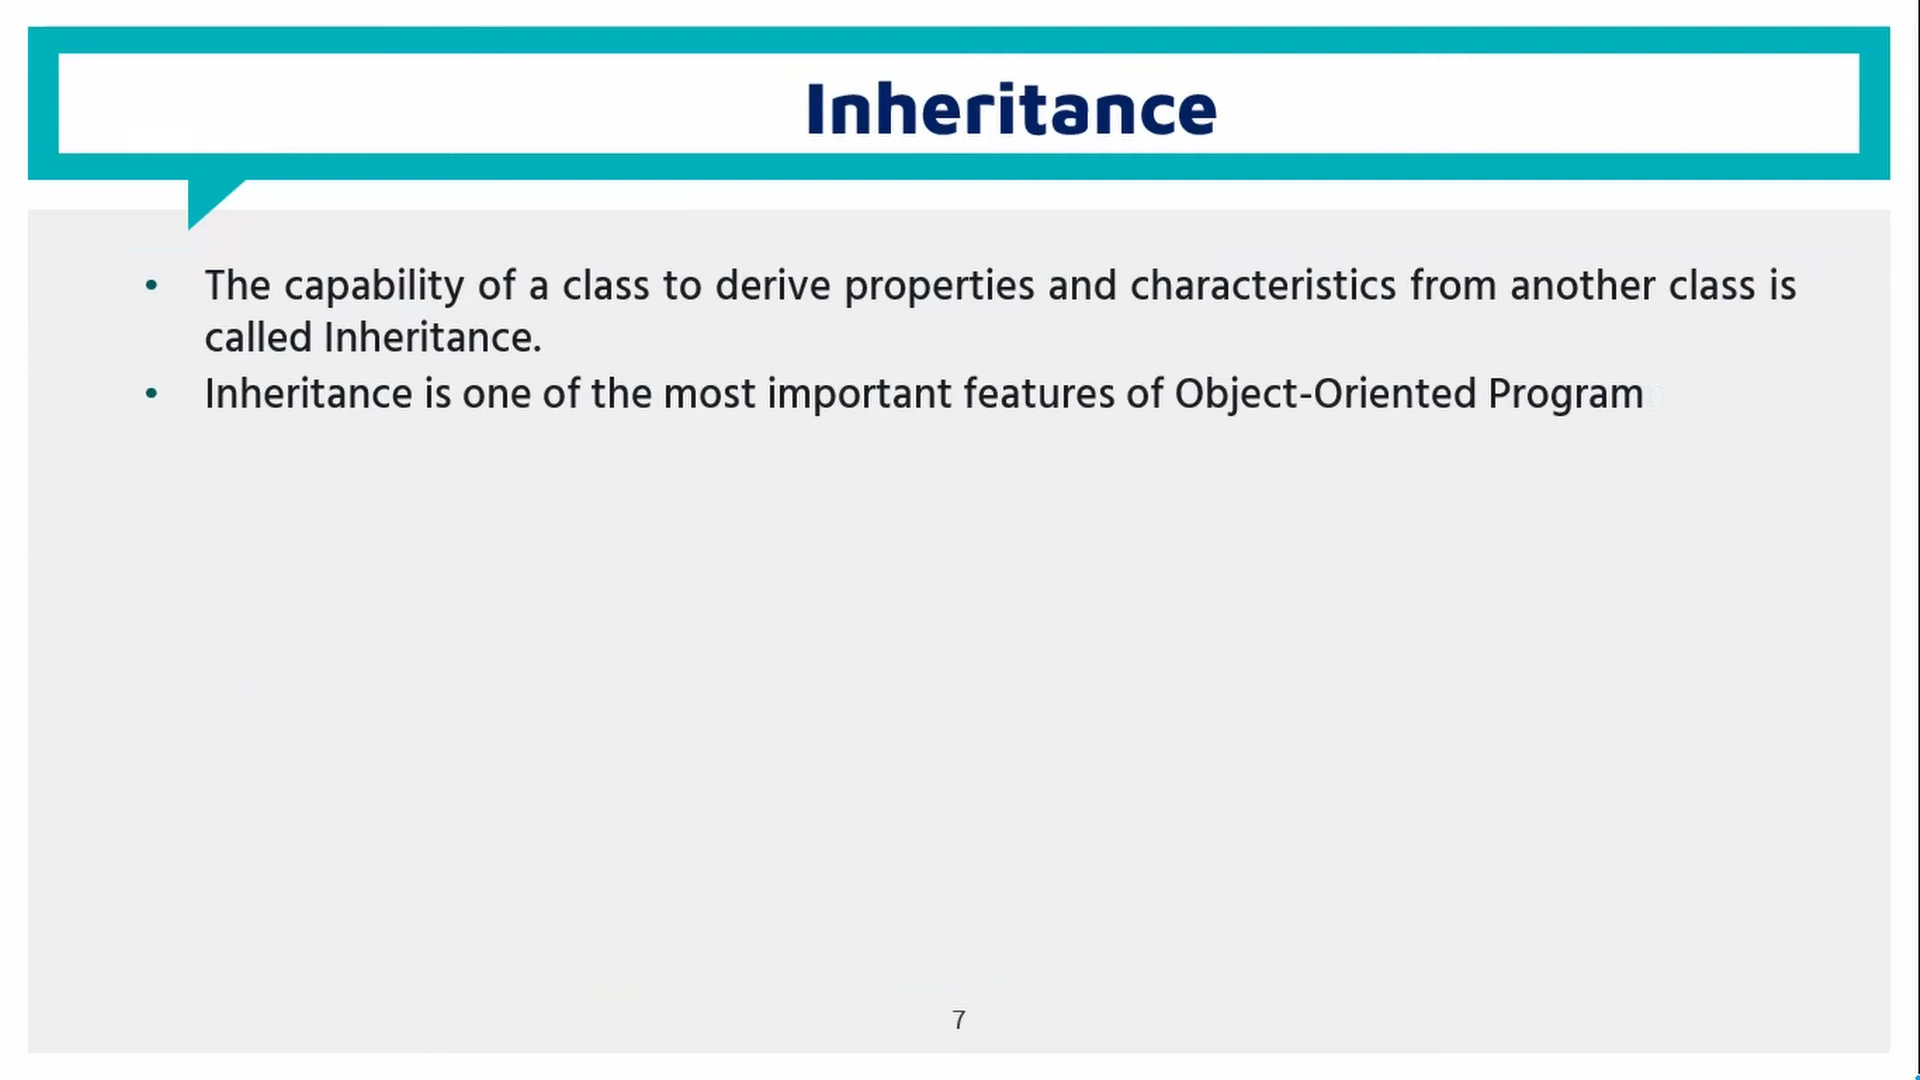 Inheritance
• The capability of a class to derive properties and characteristics from another class is
called Inheritance.
• Inheritance is one of the most important features of Object-Oriented Program
7